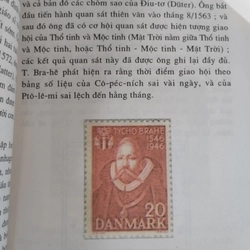 và cả bản đồ các chòm sao của Đui-tơ (Düter). Ông bắt
đầu tiến hành quan sát thiên văn vào tháng 8/1563 ; và
sau đó ông đã có cơ hội quan sát được hiện tượng giao hội
của Thổ tinh và Mộc tinh (Mặt Trời nằm giữa Thổ tinh
và Mộc tinh, hoặc Thổ Tinh - Mộc tinh - Mặt Trời) ;
các kết quả quan sát này đã được ông ghi lại đầy đủ.
T. Bra-hê phát hiện ra rằng thời điểm giao hội theo
bảng số liệu của Cô-péc-ních sai vài ngày, và của
Ptô-lê-mi sai lệch đến hằng tháng.
TYCHO BRAHE
1546
1946
20
DANMARK